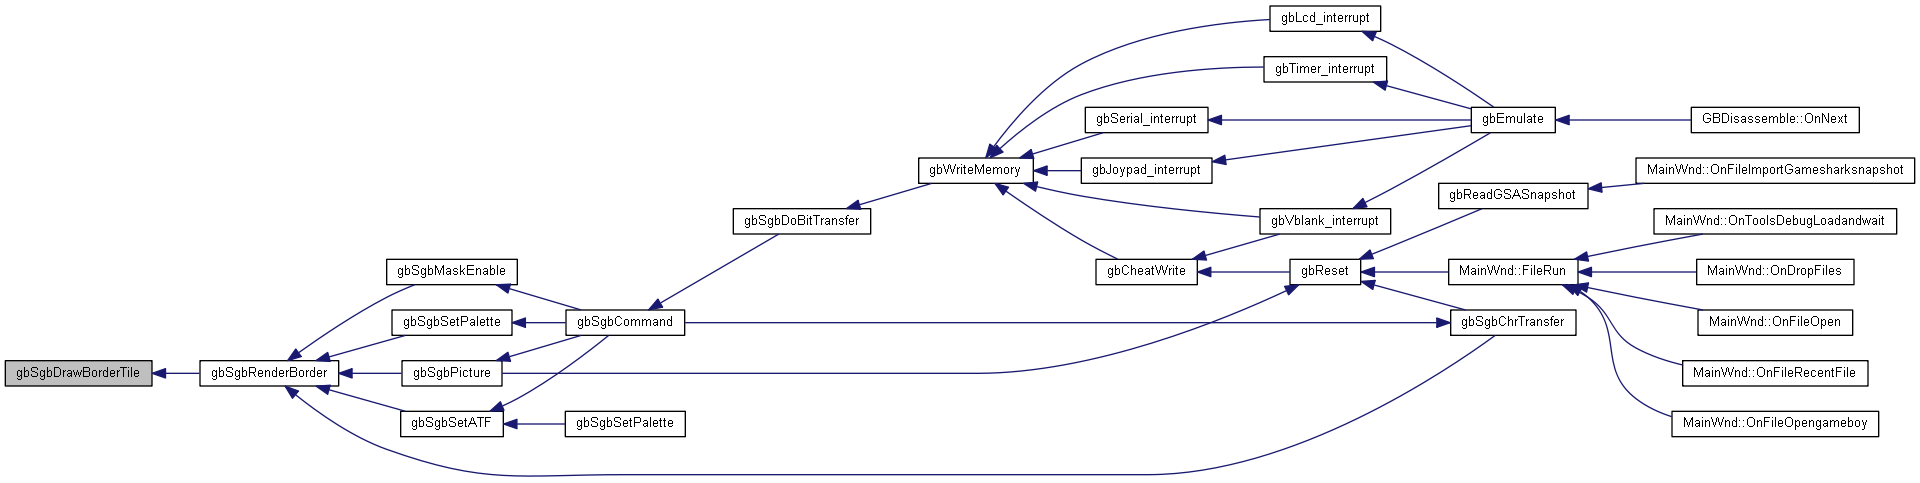 gbLcd_interrupt
gbTimer_interrupt
gbSerial_interrupt
gbEmulate
GBDisassemble::OnNext
gbWriteMemory
gbJoypad_interrupt
MainWnd::OnFileImportGamesharksnapshot
gbReadGSASnapshot
gbSgbDoBitTransfer
gbVblank_interrupt
MainWnd::OnToolsDebugLoadandwait
gbSgbMaskEnable
gbCheatWrite
gbReset
MainWnd::FileRun
MainWnd::OnDropFiles
gbSgbSetPalette
gbSgbCommand
gbSgbChrTransfer
MainWnd::OnFileOpen
gbSgbDrawBorderTile
gbSgbRenderBorder
gbSgbPicture
MainWnd::OnFileRecentFile
gbSgbSetATF
gbSgbSetPalette
MainWnd::OnFileOpengameboy